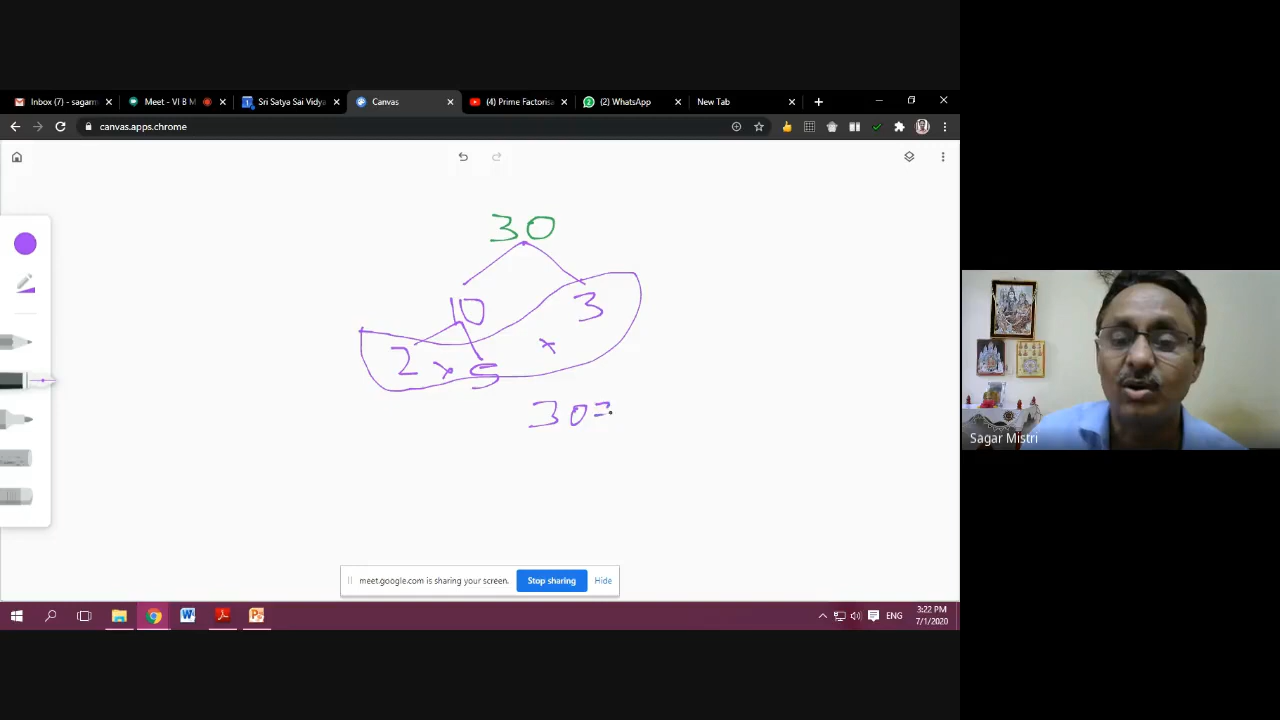 Inbox (7) - sagarm
Meet - VI B M
Sri Satya Sai Vidya
Canvas
(4) Prime Factorisa
(2) WhatsApp
New Tab
canvas.apps.chrome
30
10
3
2 × 5 ×
30=
Sagar Mistri
meet.google.com is sharing your screen.
Stop sharing
Hide
ENG
3:22 PM
7/1/2020